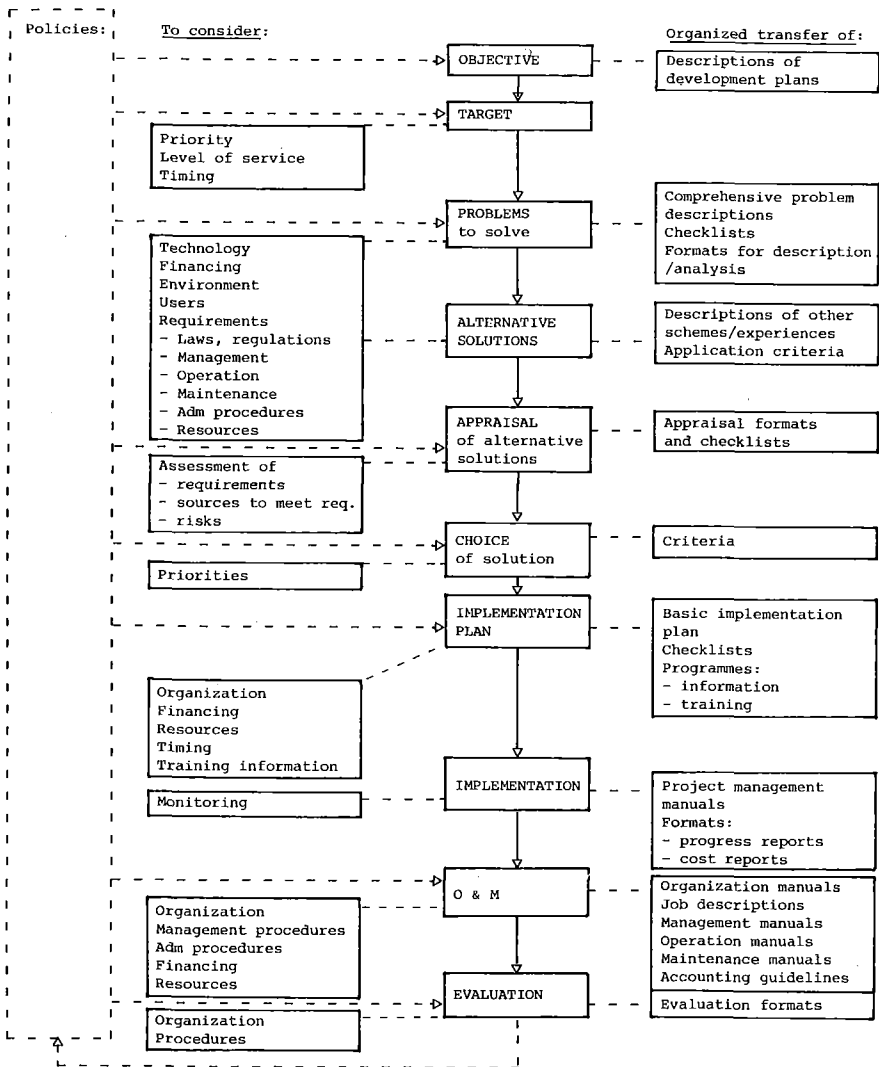 Policies:
To consider:
Organized transfer of:
OBJECTIVE
Descriptions of
development plans
TARGET
Priority
Level of service
Timing
PROBLEMS
to solve
Comprehensive problem
descriptions
Checklists
Formats for description
/analysis
Technology
Financing
Environment
Users
Requirements
- Laws, regulations
- Management
- Operation
- Maintenance
- Adm procedures
- Resources
ALTERNATIVE
SOLUTIONS
Descriptions of other
schemes/experiences
Application criteria
APPRAISAL
of alternative
solutions
Appraisal formats
and checklists
Assessment of
- requirements
- sources to meet req.
- risks
CHOICE
of solution
Criteria
Priorities
IMPLEMENTATION
PLAN
Basic implementation
plan
Checklists
Programmes:
- information
- training
Organization
Financing
Resources
Timing
Training information
IMPLEMENTATION
Project management
manuals
Formats:
- progress reports
- cost reports
Monitoring
O & M
Organization manuals
Job descriptions
Management manuals
Operation manuals
Maintenance manuals
Accounting guidelines
Organization
Management procedures
Adm procedures
Financing
Resources
EVALUATION
Evaluation formats
Organization
Procedures